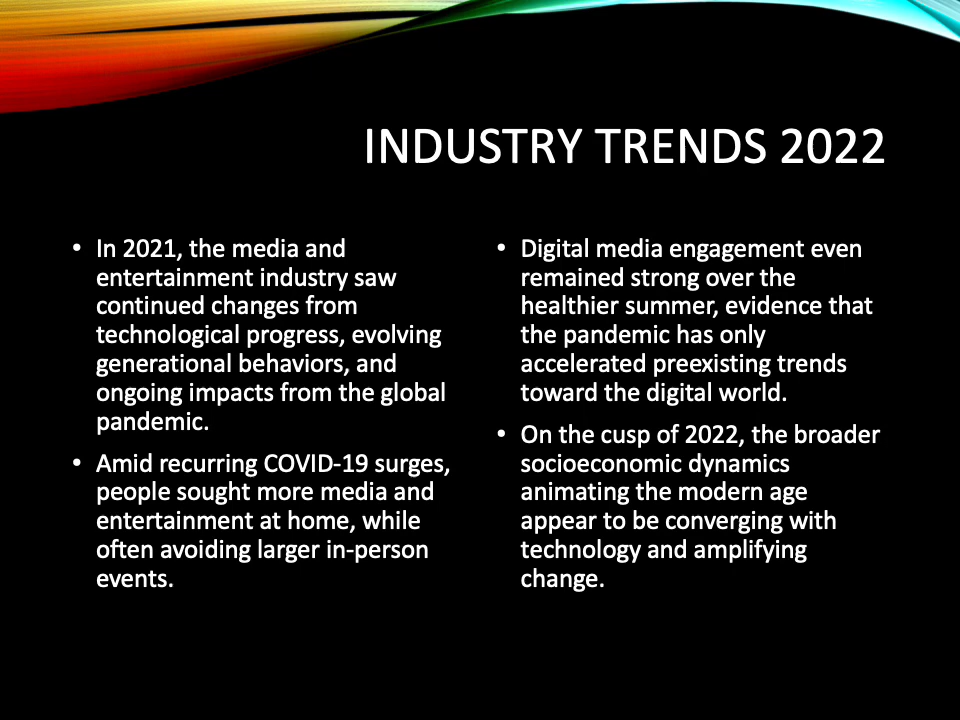 INDUSTRY TRENDS 2022
• In 2021, the media and
entertainment industry saw
continued changes from
technological progress, evolving
generational behaviors, and
ongoing impacts from the global
pandemic.
• Amid recurring COVID-19 surges,
people sought more media and
entertainment at home, while
often avoiding larger in-person
events.
• Digital media engagement even
remained strong over the
healthier summer, evidence that
the pandemic has only
accelerated preexisting trends
toward the digital world.
• On the cusp of 2022, the broader
socioeconomic dynamics
animating the modern age
appear to be converging with
technology and amplifying
change.